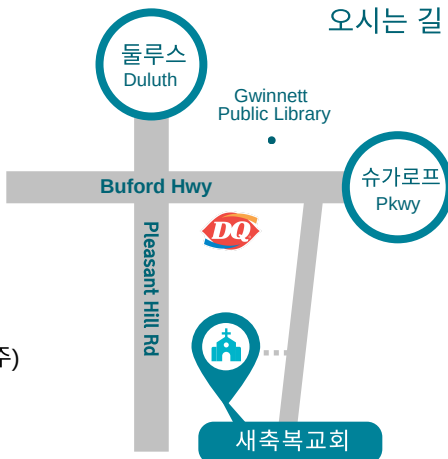 오시는 길
둘루스
Duluth
Gwinnett
Public Library
Buford Hwy
슈가로프
Pkwy
DQ
Pleasant Hill Rd
주)
새축복교회